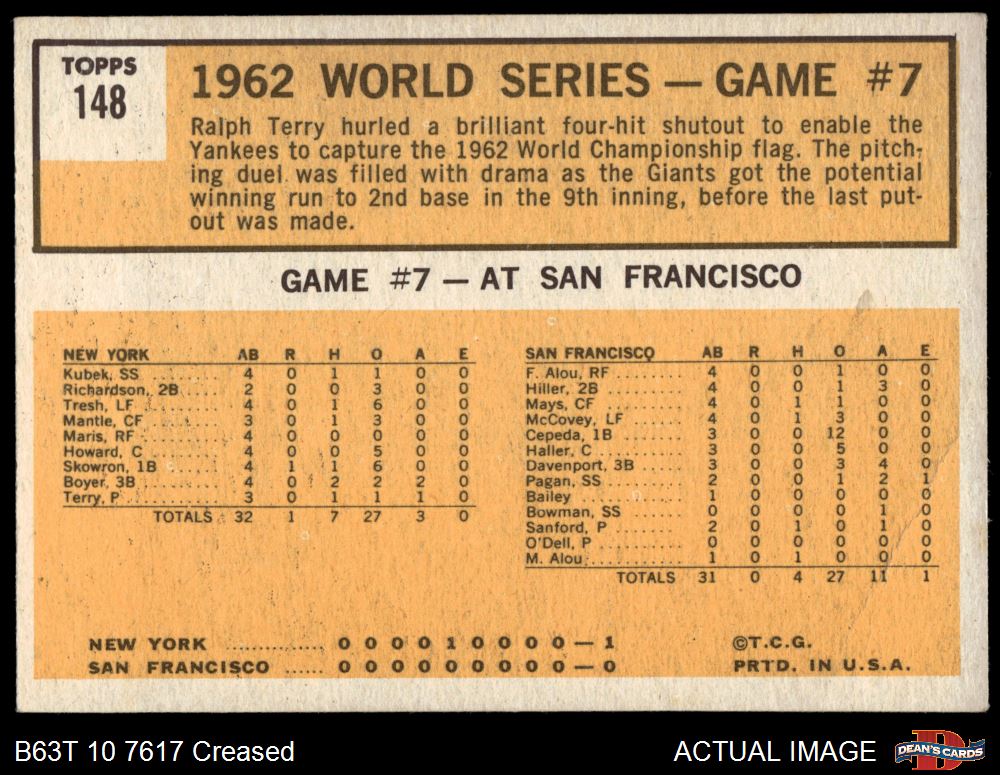 TOPPS
148
1962 WORLD SERIES — GAME #7
Ralph Terry hurled a brilliant four-hit shutout to enable the
Yankees to capture the 1962 World Championship flag. The pitch-
ing duel was filled with drama as the Giants got the potential
winning run to 2nd base in the 9th inning, before the last put-
out was made.
GAME #7 — AT SAN FRANCISCO
NEW YORK AB R H O A E
Kubek, SS ........ 4 0 1 1 0 0
Richardson, 2B ..... 2 0 0 3 0 0
Tresh, LF ......... 4 0 1 6 0 0
Mantle, CF ........ 3 0 1 3 0 0
Maris, RF ......... 4 0 0 0 0 0
Howard, C ........ 4 0 0 5 0 0
Skowron, 1B ....... 4 1 1 6 0 0
Boyer, 3B ......... 4 0 2 2 2 0
Terry, P .......... 3 0 1 1 1 0
TOTALS . 32 1 7 27 3 0
SAN FRANCISCO AB R H O A E
F. Alou, RF ....... 4 0 0 1 0 0
Hiller, 2B ......... 4 0 0 1 3 0
Mays, CF ......... 4 0 1 1 0 0
McCovey, LF ...... 4 0 1 3 0 0
Cepeda, 1B ....... 3 0 0 12 0 0
Haller, C ......... 3 0 0 5 0 0
Davenport, 3B ..... 3 0 0 3 4 0
Pagan, SS ........ 2 0 0 1 2 1
Bailey ........... 1 0 0 0 0 0
Bowman, SS ...... 0 0 0 0 1 0
Sanford, P ........ 2 0 1 0 1 0
O'Dell, P ......... 0 0 0 0 0 0
M. Alou .......... 1 0 1 0 0 0
TOTALS 31 0 4 27 11 1
NEW YORK .............. 0 0 0 0 1 0 0 0 0 — 1
SAN FRANCISCO ...... 0 0 0 0 0 0 0 0 0 — 0
©T.C.G.
PRTD. IN U.S.A.
B63T 10 7617 Creased
ACTUAL IMAGE
DEAN'S CARDS